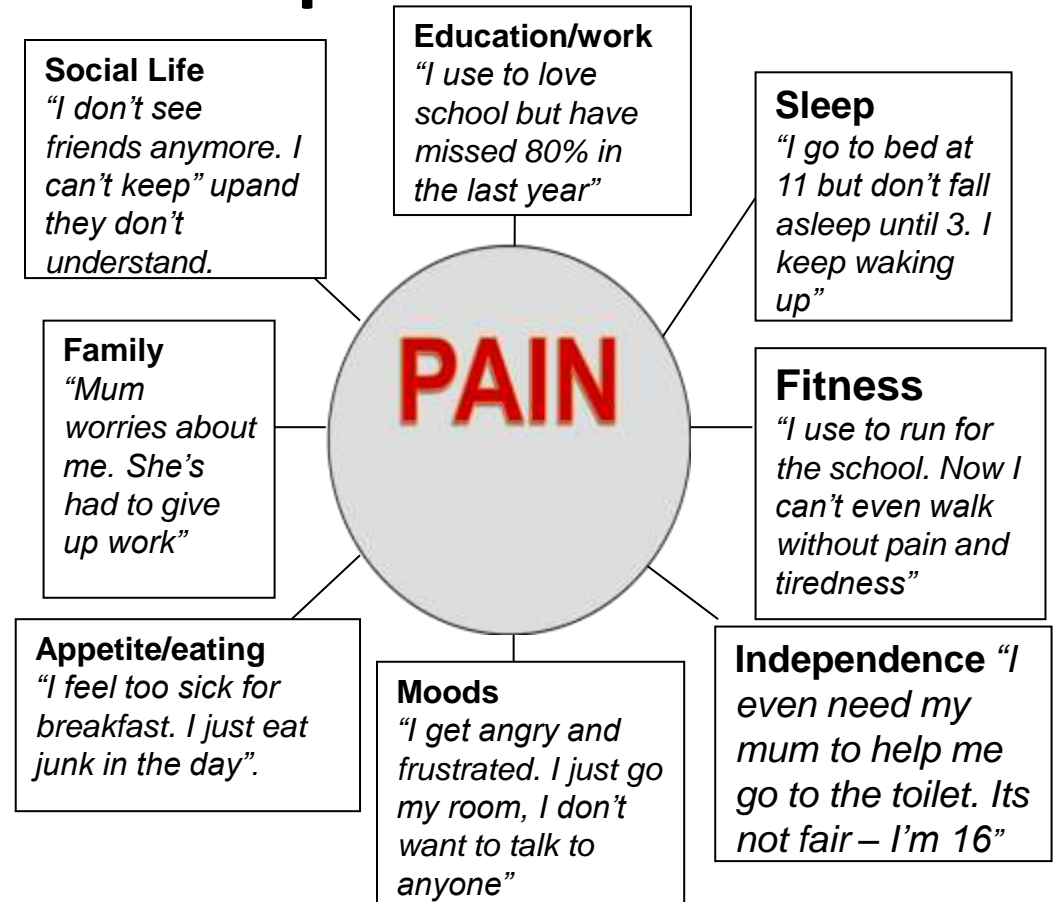 Social Life
“I don’t see
friends anymore. I
can’t keep” upand
they don’t
understand.
Education/work
“I use to love
school but have
missed 80% in
the last year”
Sleep
“I go to bed at
11 but don’t fall
asleep until 3. I
keep waking
up”
PAIN
Family
“Mum
worries about
me. She’s
had to give
up work”
Fitness
“I use to run for
the school. Now I
can’t even walk
without pain and
tiredness”
Appetite/eating
“I feel too sick for
breakfast. I just eat
junk in the day”.
Moods
“I get angry and
frustrated. I just go
my room, I don’t
want to talk to
anyone”
Independence “I
even need my
mum to help me
go to the toilet. Its
not fair – I’m 16”